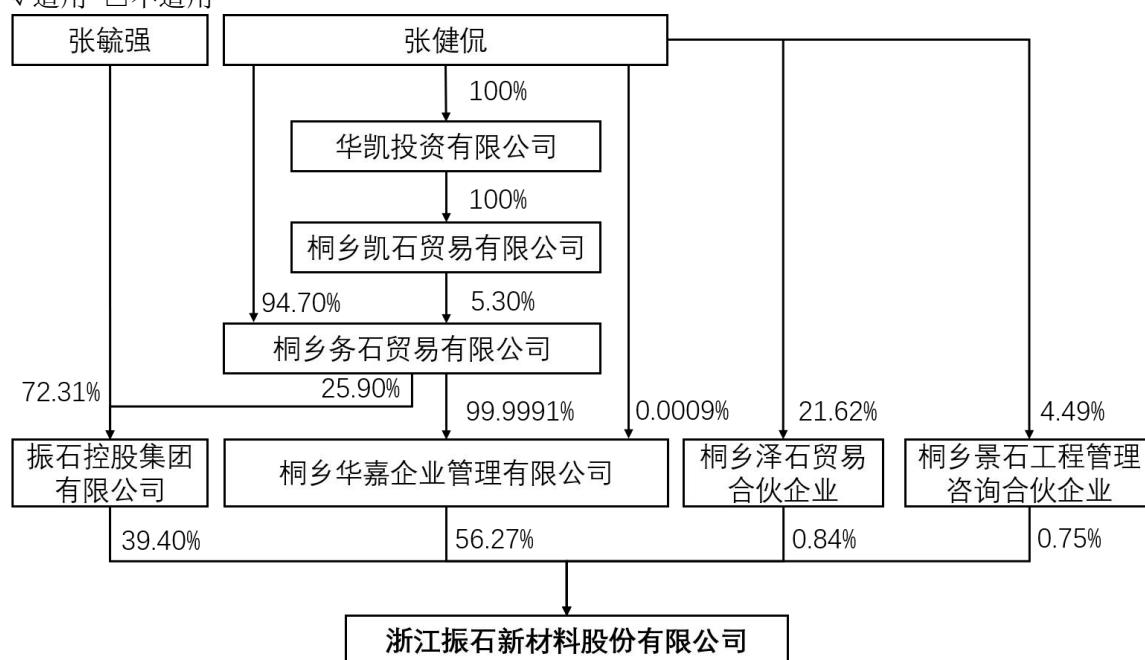 √适用 □不适用
张毓强
张健侃
100%
华凯投资有限公司
100%
桐乡凯石贸易有限公司
94.70%
5.30%
桐乡务石贸易有限公司
72.31%
25.90%
99.9991%
0.0009%
21.62%
4.49%
振石控股集团
有限公司
桐乡华嘉企业管理有限公司
桐乡泽石贸易
合伙企业
桐乡景石工程管理
咨询合伙企业
39.40%
56.27%
0.84%
0.75%
浙江振石新材料股份有限公司